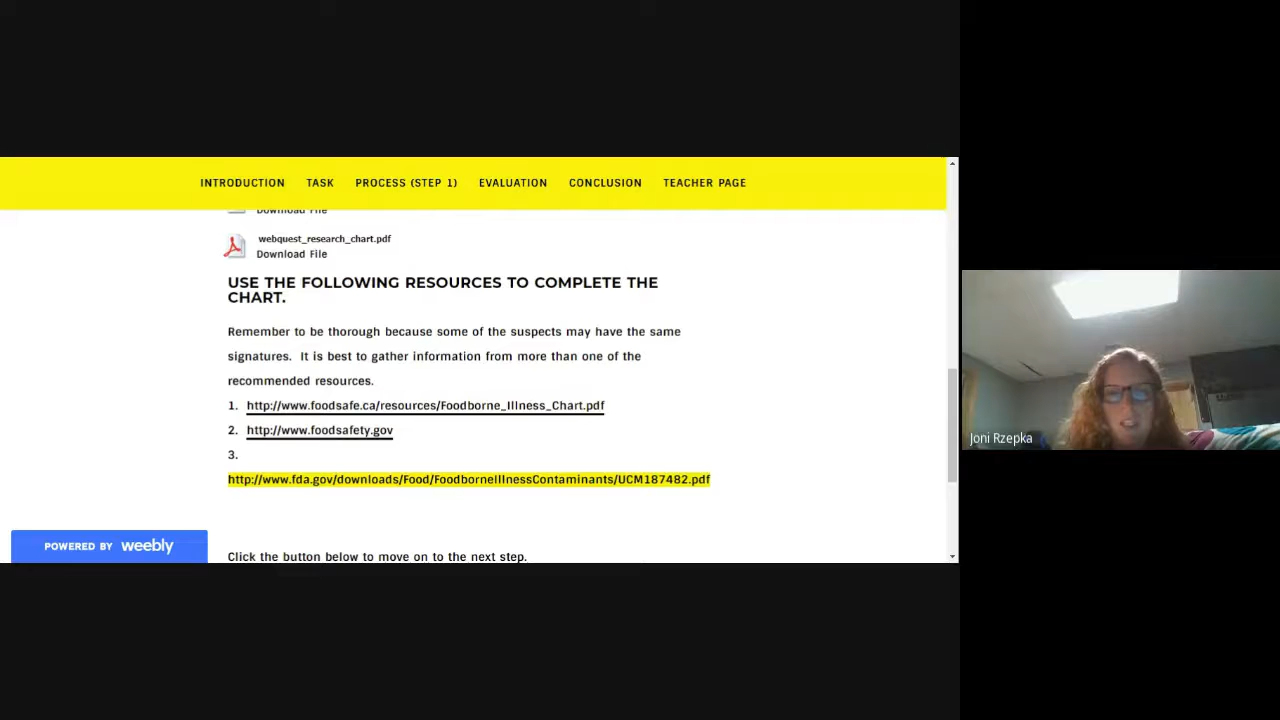 INTRODUCTION TASK PROCESS (STEP 1) EVALUATION CONCLUSION TEACHER PAGE
Download File
webquest_research_chart.pdf
Download File
USE THE FOLLOWING RESOURCES TO COMPLETE THE
CHART.
Remember to be thorough because some of the suspects may have the same
signatures. It is best to gather information from more than one of the
recommended resources.
1. http://www.foodsafe.ca/resources/Foodborne_Illness_Chart.pdf
2. http://www.foodsafety.gov
3.
http://www.fda.gov/downloads/Food/FoodborneIllnessContaminants/UCM187482.pdf
POWERED BY weebly
Click the button below to move on to the next step.
Joni Rzepka